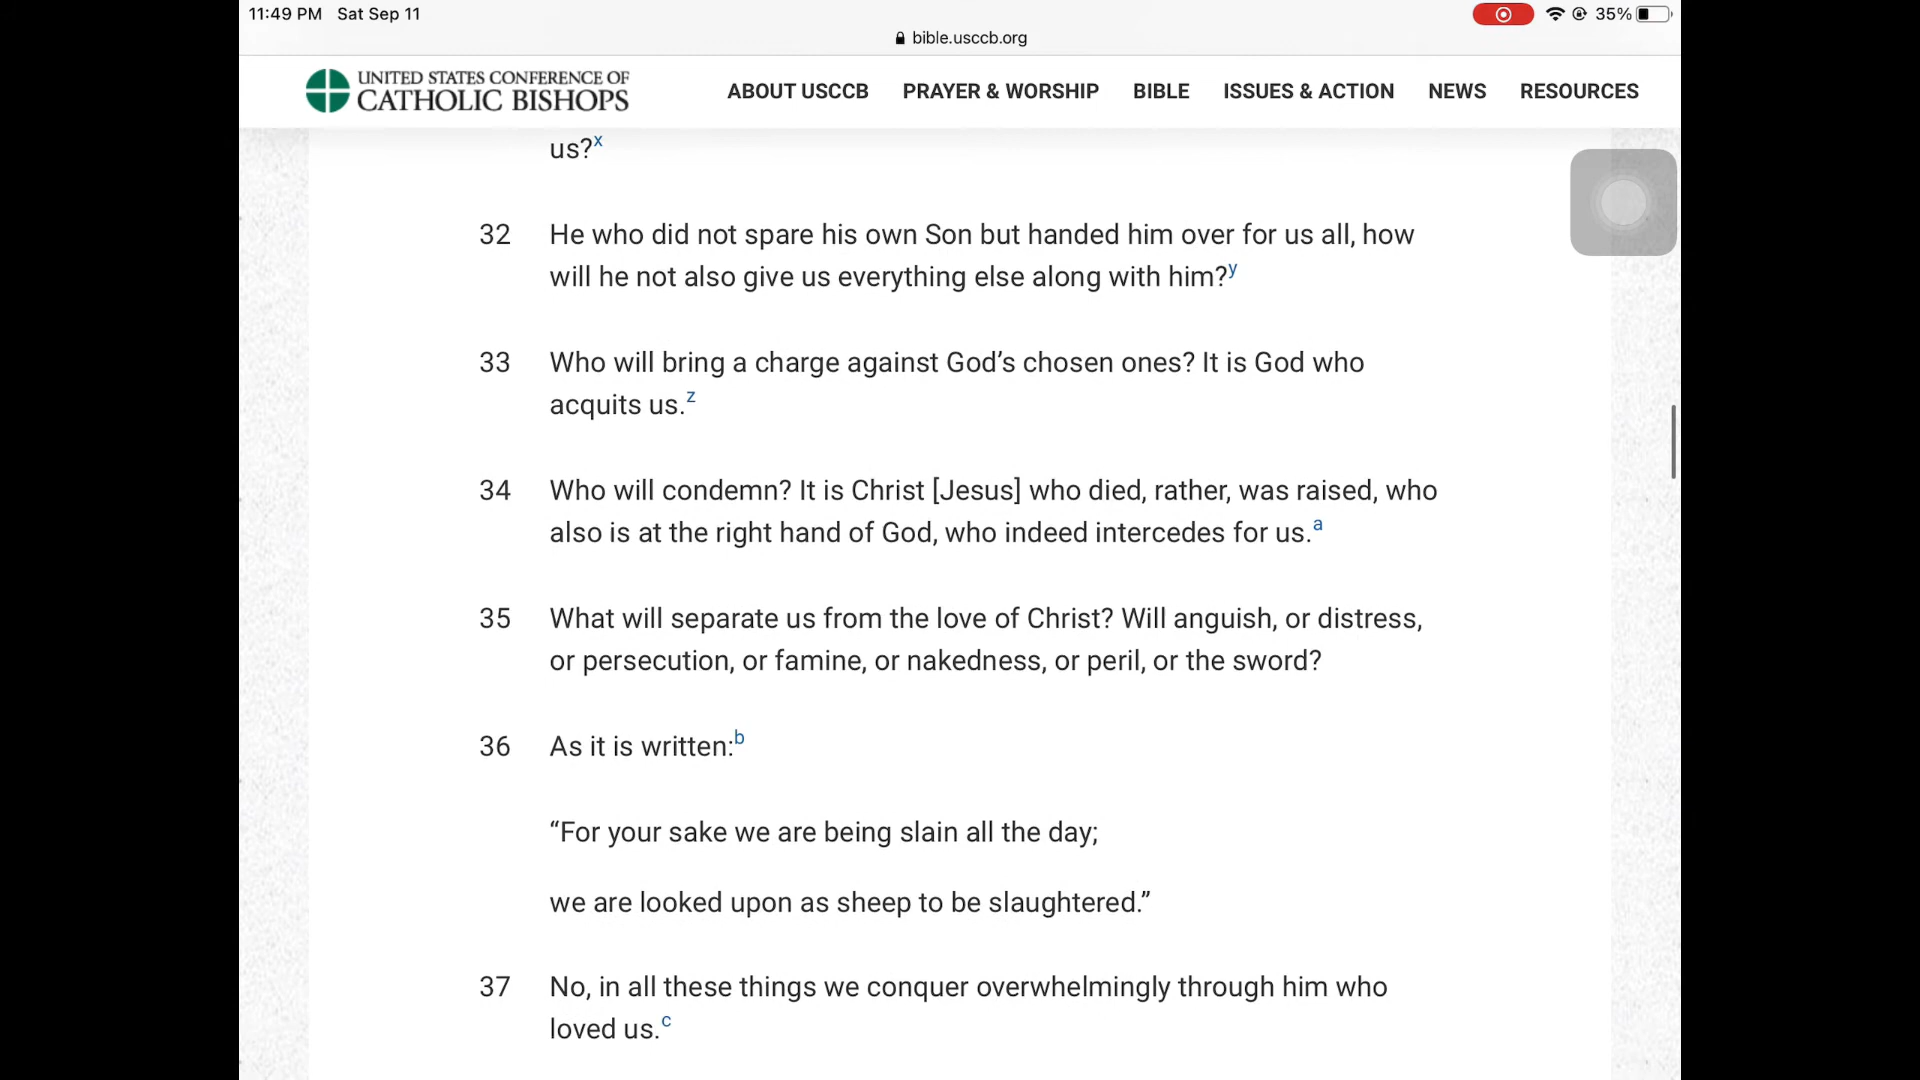 11:49 PM Sat Sep 11 35%
bible.usccb.org
UNITED STATES CONFERENCE OF
CATHOLIC BISHOPS
ABOUT USCCB PRAYER & WORSHIP BIBLE ISSUES & ACTION NEWS RESOURCES
us?x
32 He who did not spare his own Son but handed him over for us all, how
will he not also give us everything else along with him?y
33 Who will bring a charge against God’s chosen ones? It is God who
acquits us.z
34 Who will condemn? It is Christ [Jesus] who died, rather, was raised, who
also is at the right hand of God, who indeed intercedes for us.a
35 What will separate us from the love of Christ? Will anguish, or distress,
or persecution, or famine, or nakedness, or peril, or the sword?
36 As it is written:b
“For your sake we are being slain all the day;
we are looked upon as sheep to be slaughtered.”
37 No, in all these things we conquer overwhelmingly through him who
loved us.c